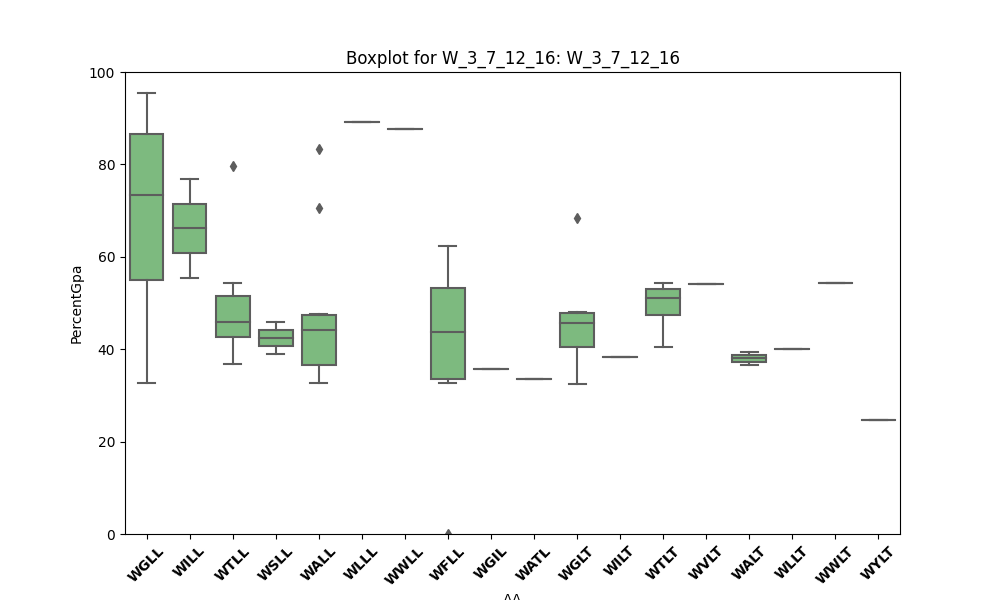 Boxplot for W_3_7_12_16: W_3_7_12_16
PercentGpa
100
80
60
40
20
0
WGLL WILL WTLL WSLL WALL WLLL WWLL WFLL WGIL WATL WGLT WILT WTLT WVLT WALT WLLT WWLT WYLT
AA